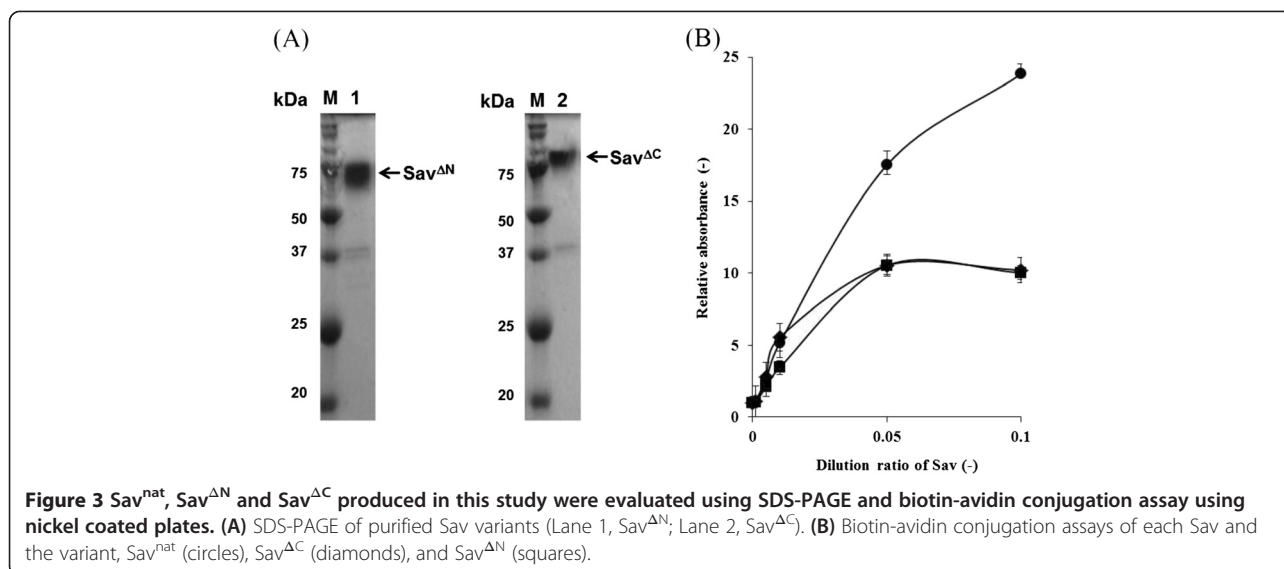 (A)
kDa M 1
75
50
37
25
20
←Sav^ΔN
kDa M 2
75
50
37
25
20
←Sav^ΔC
(B)
25
20
15
10
5
0
Relative absorbance (-)
0 0.05 0.1
Dilution ratio of Sav (-)
Figure 3 Sav^nat, Sav^ΔN and Sav^ΔC produced in this study were evaluated using SDS-PAGE and biotin-avidin conjugation assay using
nickel coated plates. (A) SDS-PAGE of purified Sav variants (Lane 1, Sav^ΔN; Lane 2, Sav^ΔC). (B) Biotin-avidin conjugation assays of each Sav and
the variant, Sav^nat (circles), Sav^ΔC (diamonds), and Sav^ΔN (squares).